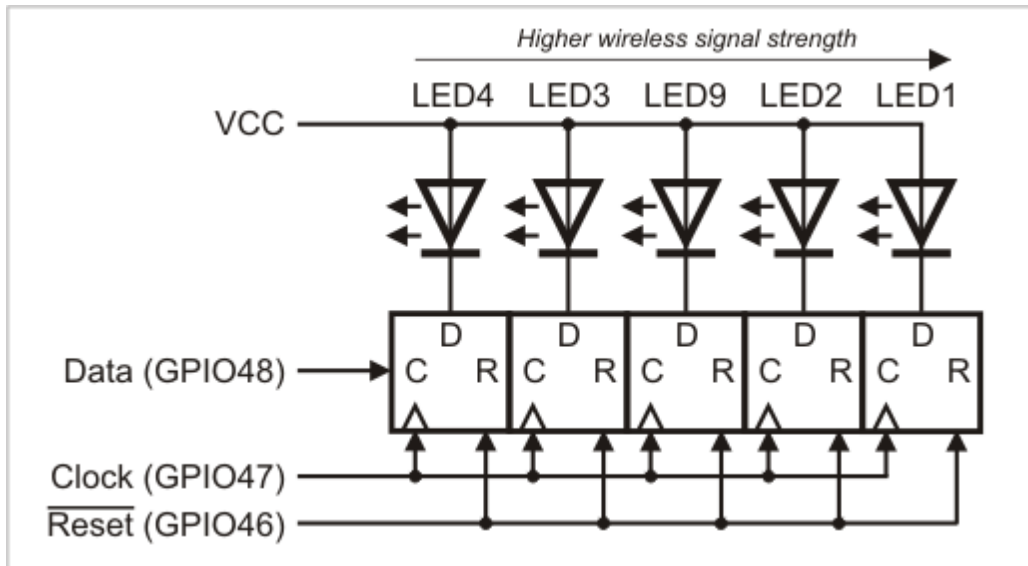 Higher wireless signal strength
LED4 LED3 LED9 LED2 LED1
VCC
D D D D D
Data (GPIO48)
C R C R C R C R C R
Clock (GPIO47)
Reset (GPIO46)